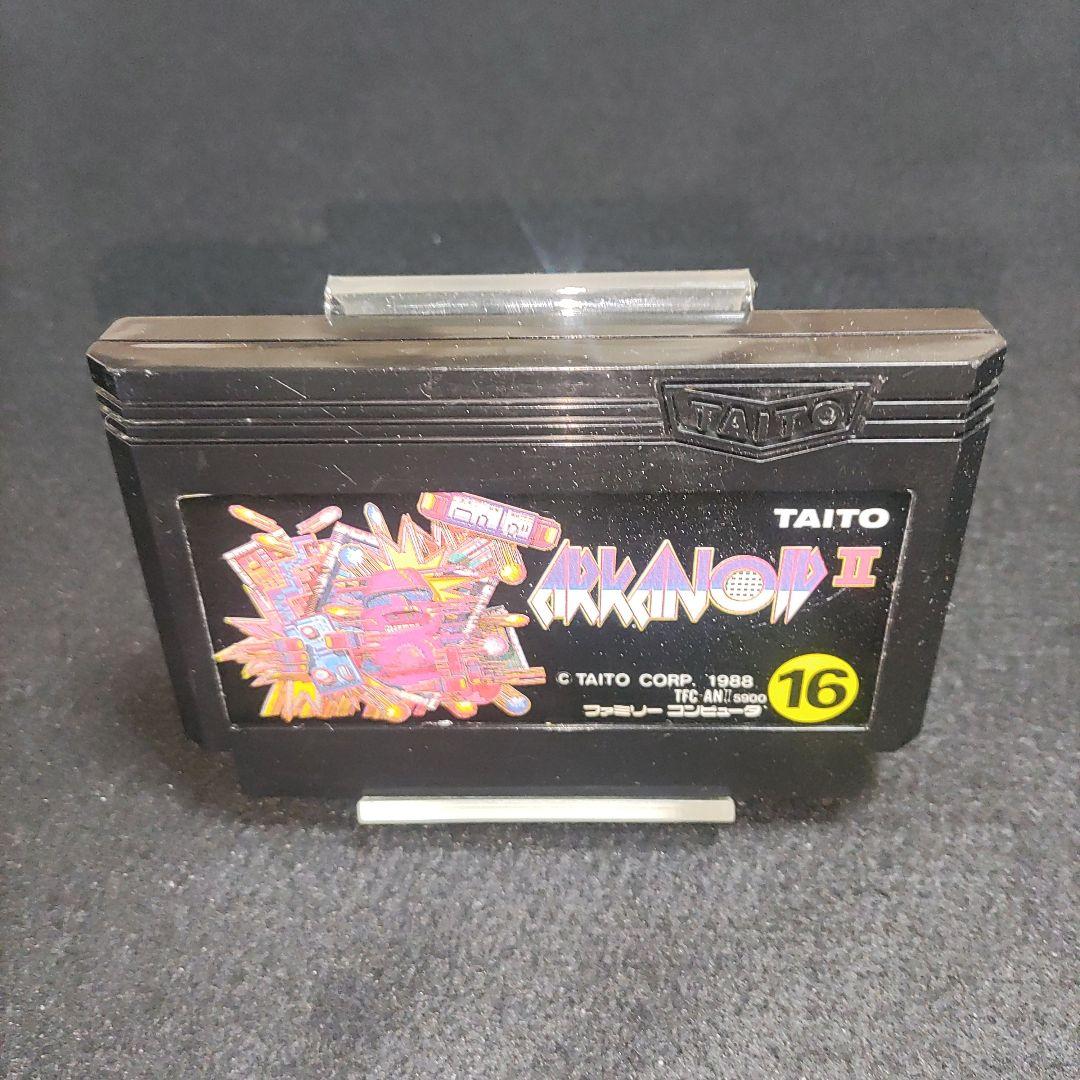 TAITO
TAITO
ARKANOID II
© TAITO CORP. 1988
TFC-ANII 5900
ファミリー コンピュータ
16